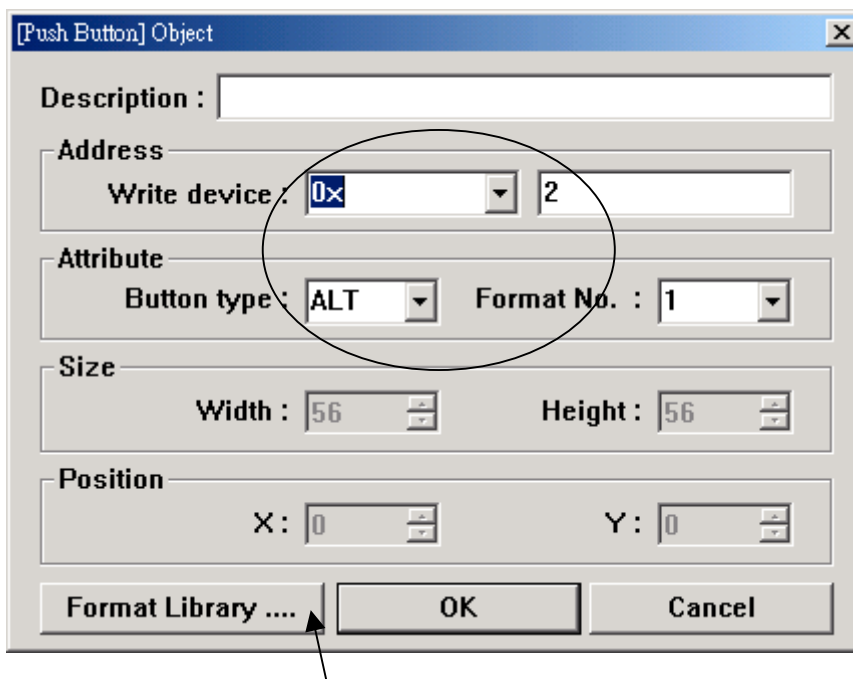 [Push Button] Object
Description :
Address
Write device : 0x 2
Attribute
Button type : ALT Format No. : 1
Size
Width : 56 Height : 56
Position
X : 0 Y : 0
Format Library .... OK Cancel